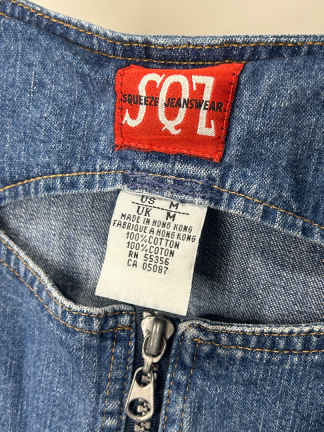 SQZ
SQUEEZE JEANSWEAR
US M
UK M
MADE IN HONG KONG
FABRIQUE A HONG KONG
100%COTTON
100%COTON
RN 55356
CA 05087